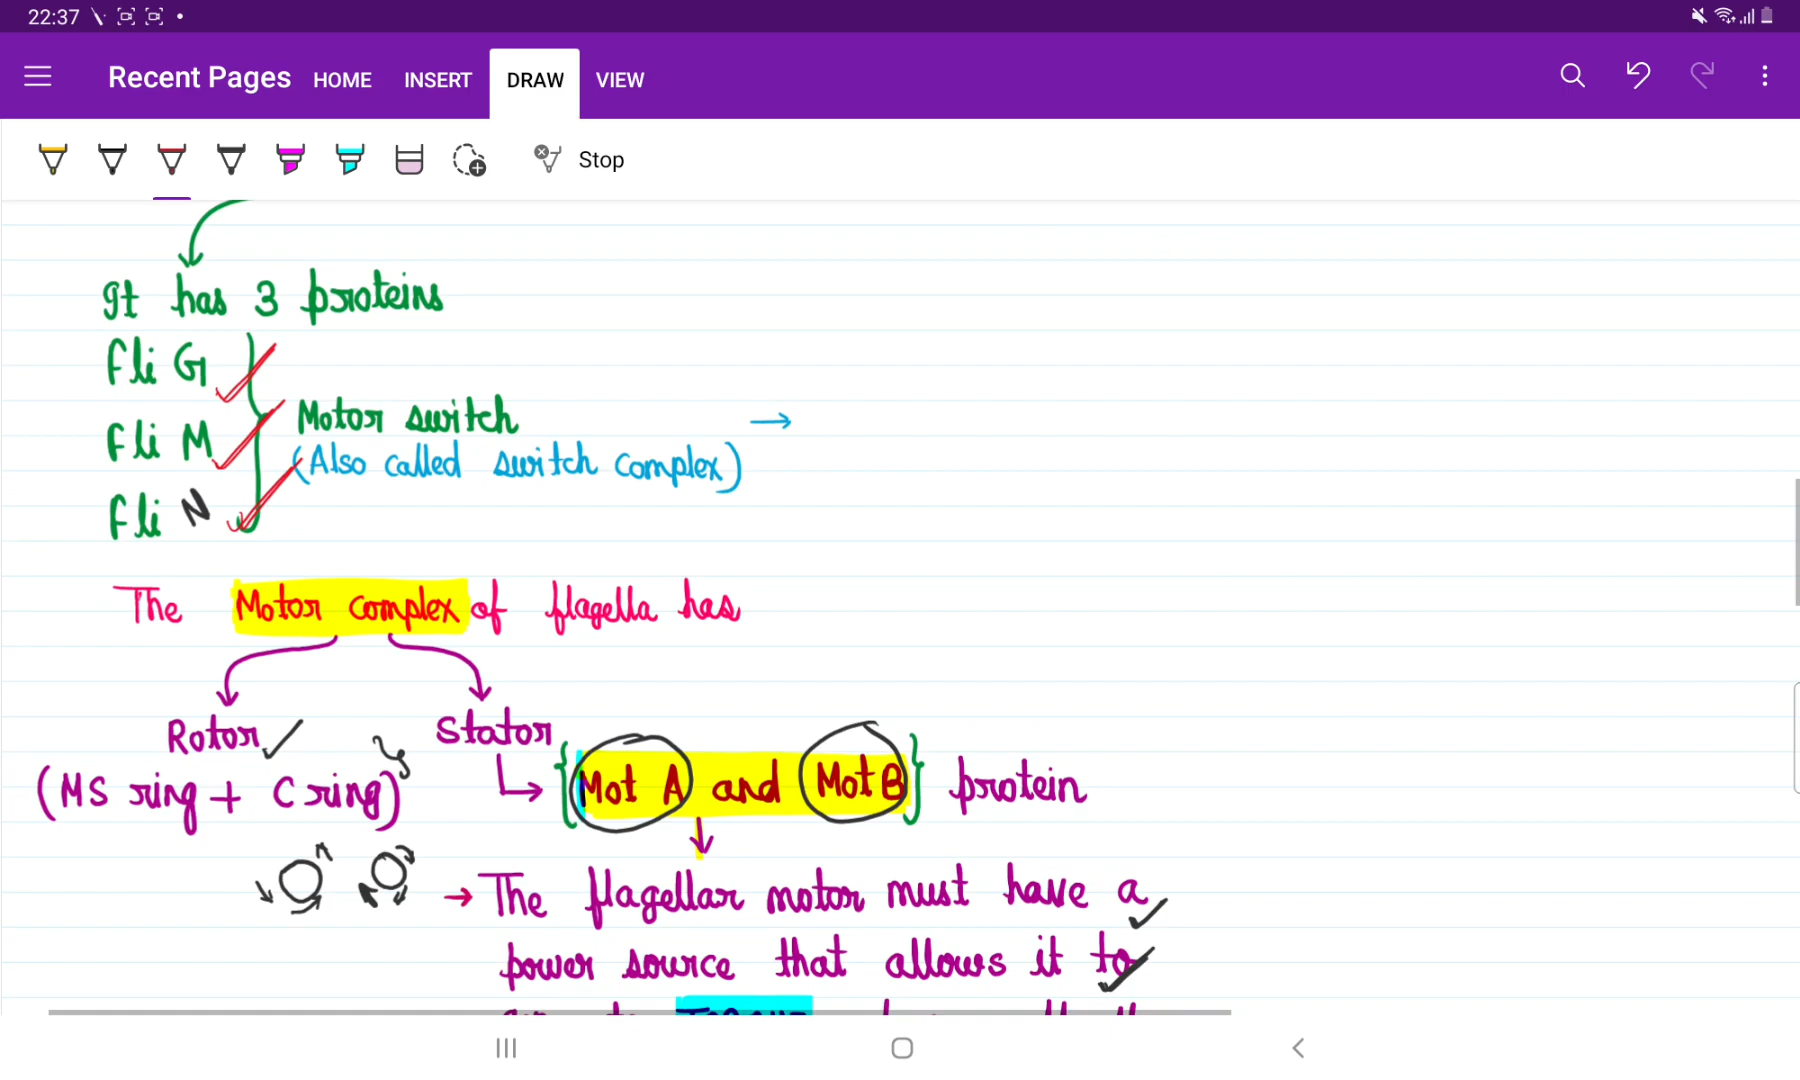 22:37
Recent Pages HOME INSERT DRAW VIEW
Stop
It has 3 proteins
Fli G
Fli M
Motor switch →
(Also called switch complex)
Fli N
The Motor complex of flagella has
Rotor
Stator
(MS ring + C ring)
{Mot A and Mot B} protein
→ The flagellar motor must have a
power source that allows it to